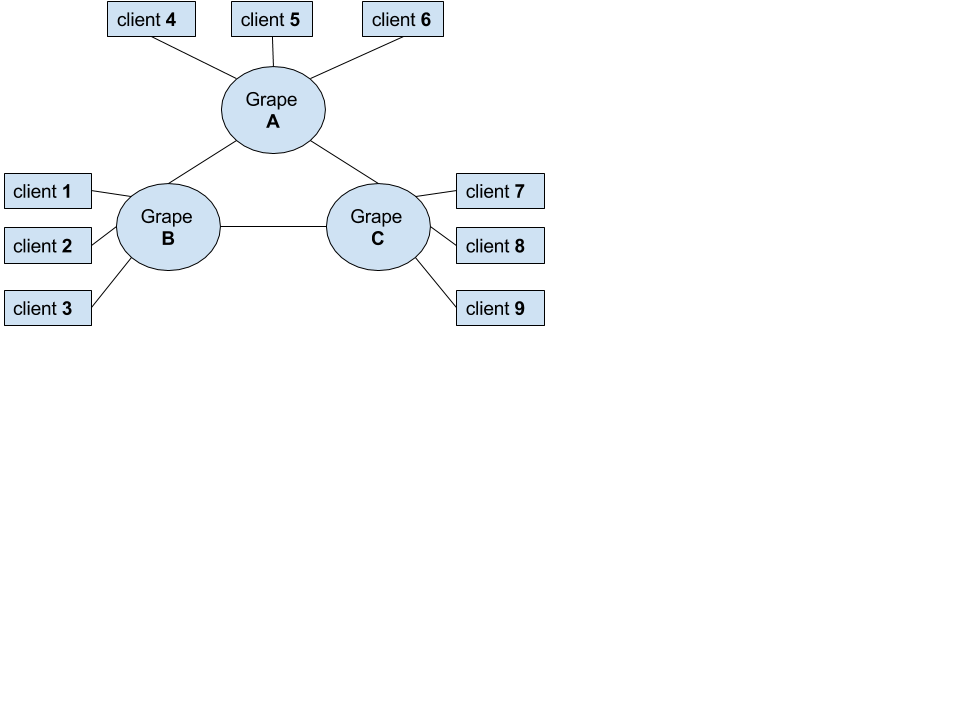 client 4
client 5
client 6
Grape
A
client 1
client 7
Grape
B
Grape
C
client 2
client 8
client 3
client 9